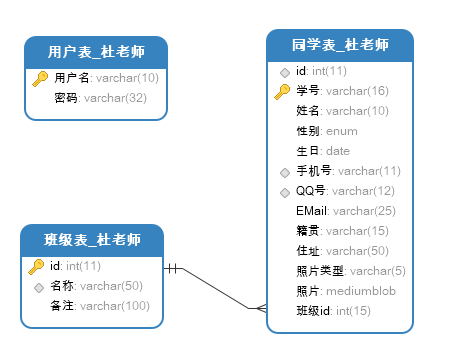 用户表_杜老师
用户名: varchar(10)
密码: varchar(32)
同学表_杜老师
id: int(11)
学号: varchar(16)
姓名: varchar(10)
性别: enum
生日: date
手机号: varchar(11)
QQ号: varchar(12)
EMail: varchar(25)
籍贯: varchar(15)
住址: varchar(50)
照片类型: varchar(5)
照片: mediumblob
班级id: int(15)
班级表_杜老师
id: int(11)
名称: varchar(50)
备注: varchar(100)